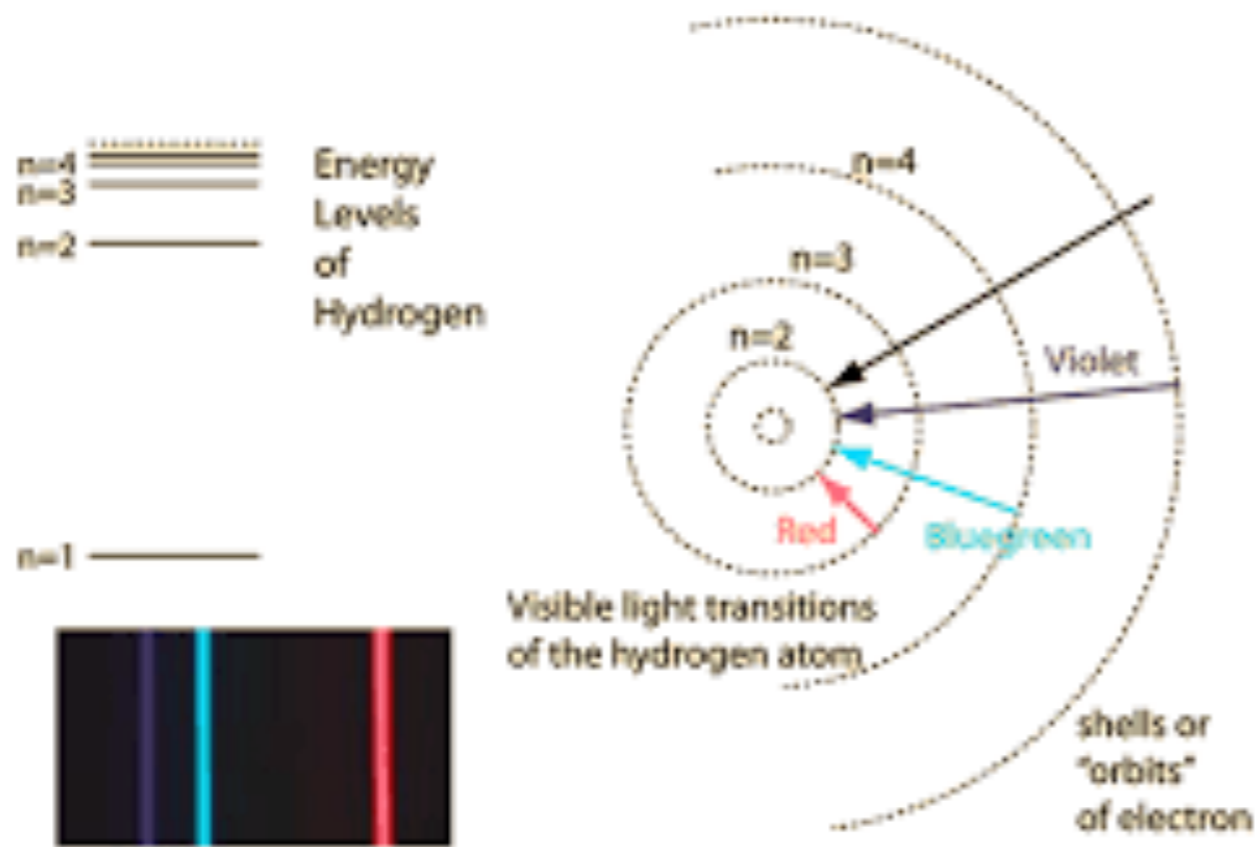 n=4
n=3
n=2
n=1
Energy
Levels
of
Hydrogen
n=4
n=3
n=2
Violet
Red
Bluegreen
Visible light transitions
of the hydrogen atom
shells or
"orbits"
of electron